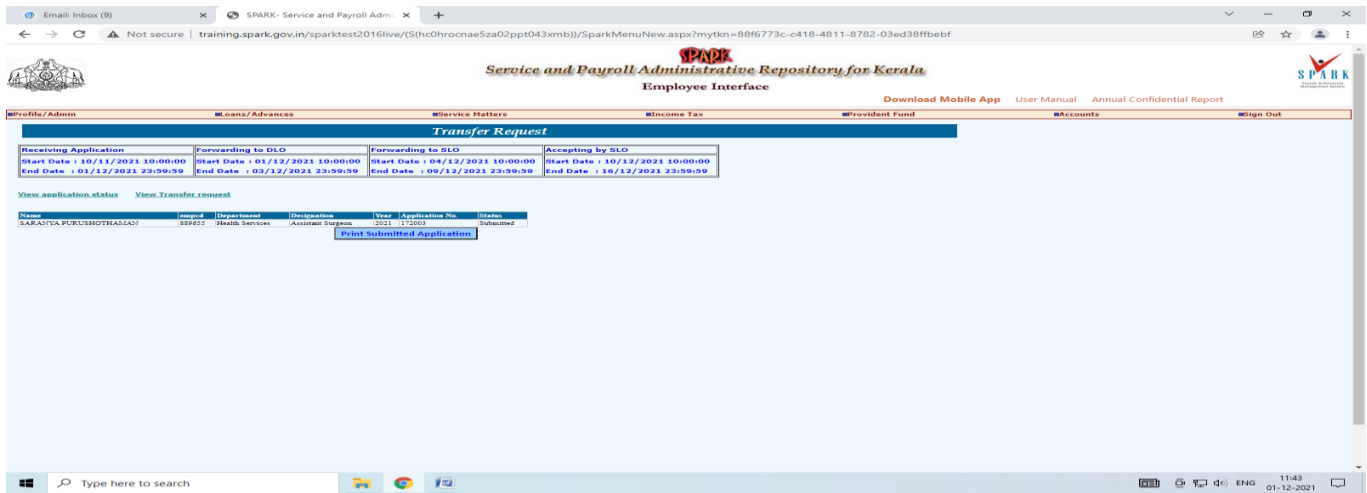 Email: Inbox (9)
SPARK- Service and Payroll Admi
Not secure | training.spark.gov.in/sparktest2016live/(S(hc0hrocnae5za02ppt043xmb))/SparkMenuNew.aspx?mytkn=88f6773c-c418-4811-8782-03ed38ffbebf
SPARK
Service and Payroll Administrative Repository for Kerala
Employee Interface
SPARK
Download Mobile App User Manual Annual Confidential Report
Profile/Admin Loans/Advances Service Matters Income Tax Provident Fund Accounts Sign Out
Transfer Request
Receiving Application Forwarding to DLO Forwarding to SLO Accepting by SLO
Start Date : 10/11/2021 10:00:00 Start Date : 01/12/2021 10:00:00 Start Date : 04/12/2021 10:00:00 Start Date : 10/12/2021 10:00:00
End Date : 01/12/2021 23:59:59 End Date : 03/12/2021 23:59:59 End Date : 09/12/2021 23:59:59 End Date : 16/12/2021 23:59:59
View application status View Transfer request
Name empcd Department Designation Year Application No. Status
SARANYA PURUSHOTHAMAN 889655 Health Services Assistant Surgeon 2021 172003 Submitted
Print Submitted Application
Type here to search
ENG
11:43
01-12-2021